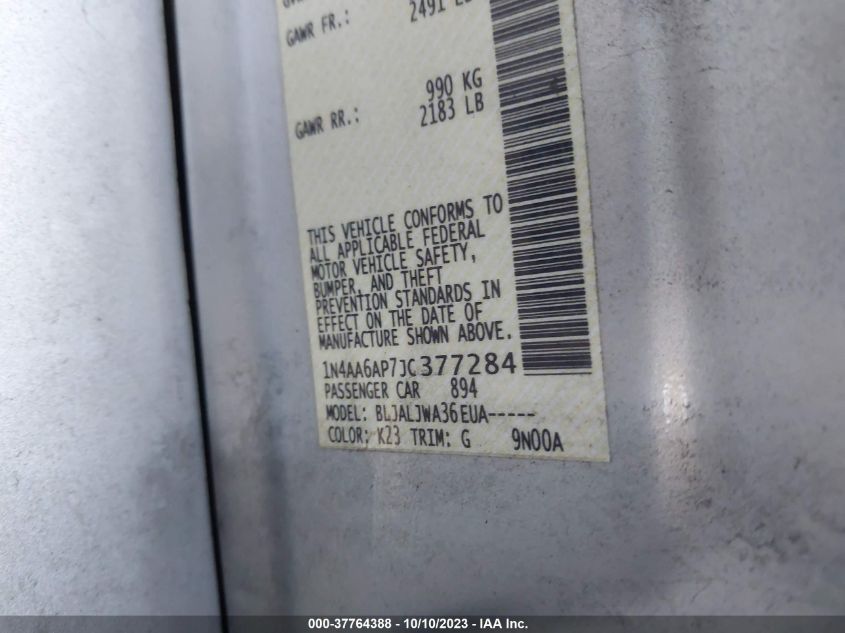 GAWR FR.: 2491 LB
990 KG
GAWR RR.: 2183 LB
THIS VEHICLE CONFORMS TO
ALL APPLICABLE FEDERAL
MOTOR VEHICLE SAFETY,
BUMPER, AND THEFT
PREVENTION STANDARDS IN
EFFECT ON THE DATE OF
MANUFACTURE SHOWN ABOVE.
1N4AA6AP7JC377284
PASSENGER CAR 894
MODEL: BLJALJWA36EUA-----
COLOR: K23 TRIM: G 9N00A
000-37764388 - 10/10/2023 - IAA Inc.